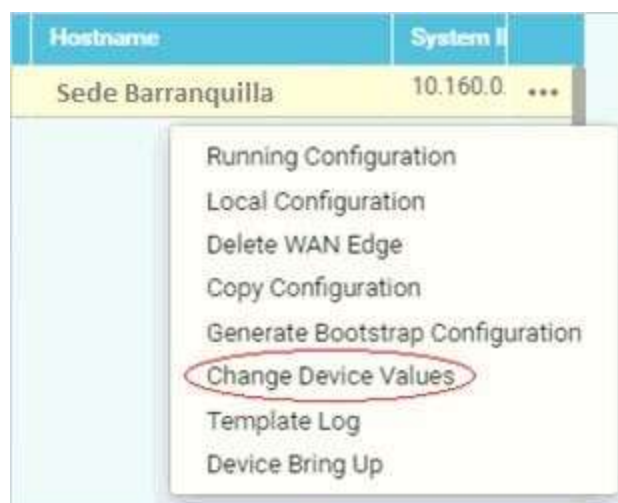 Hostname System I
Sede Barranquilla 10.160.0. •••
Running Configuration
Local Configuration
Delete WAN Edge
Copy Configuration
Generate Bootstrap Configuration
Change Device Values
Template Log
Device Bring Up